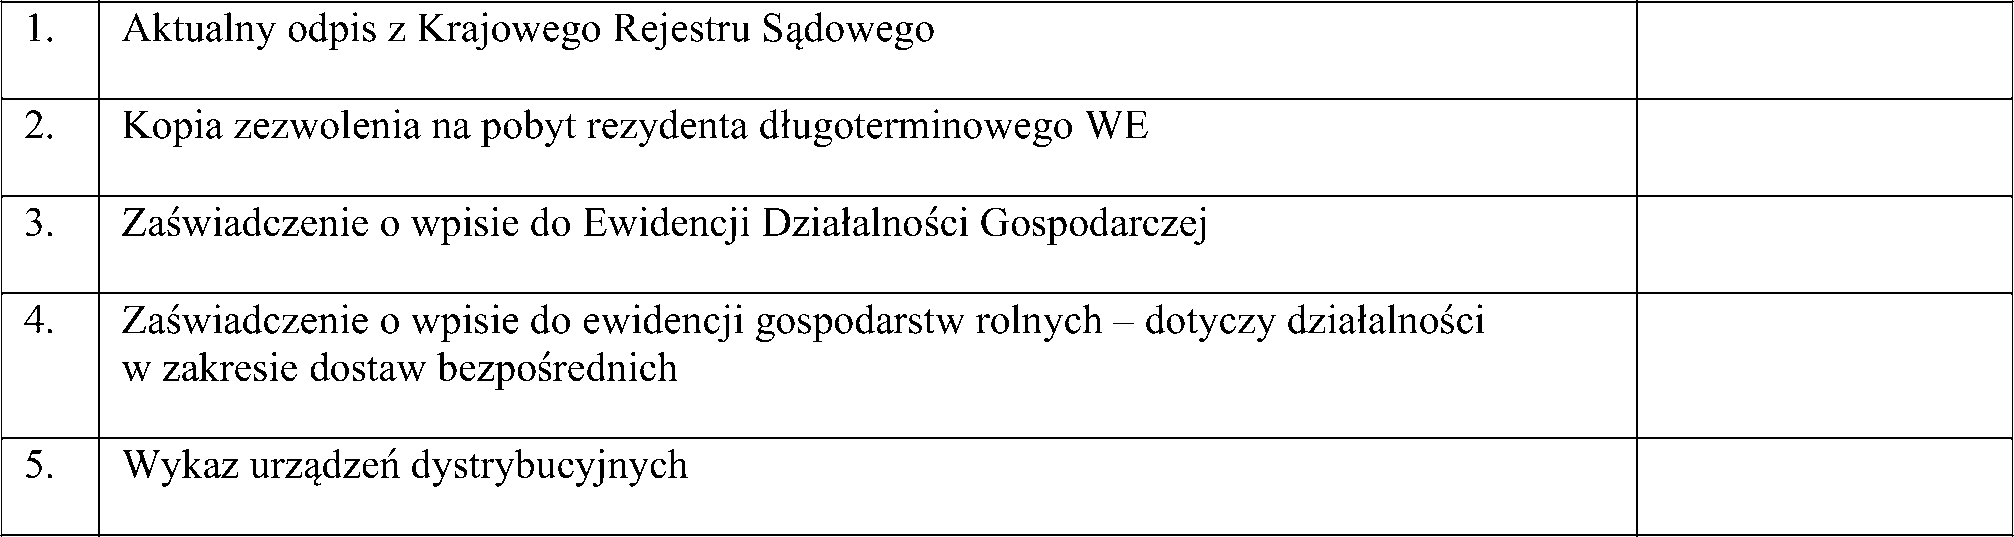 1. Aktualny odpis z Krajowego Rejestru Sądowego
2. Kopia zezwolenia na pobyt rezydenta długoterminowego WE
3. Zaświadczenie o wpisie do Ewidencji Działalności Gospodarczej
4. Zaświadczenie o wpisie do ewidencji gospodarstw rolnych – dotyczy działalności
w zakresie dostaw bezpośrednich
5. Wykaz urządzeń dystrybucyjnych